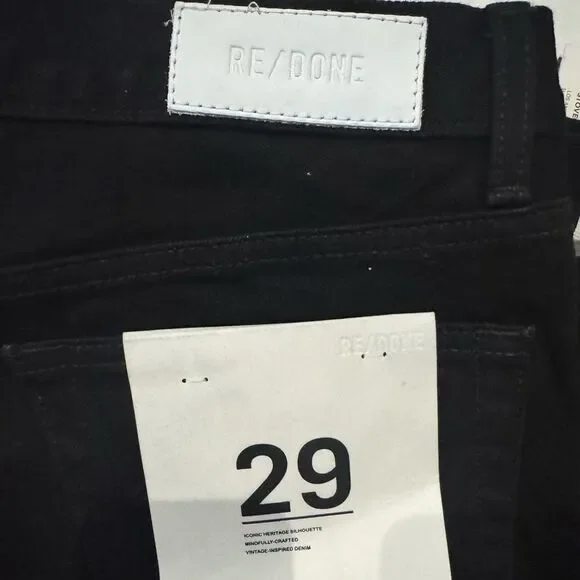 RE/DONE
RE/DONE
29
ICONIC HERITAGE SILHOUETTE
MINDFULLY-CRAFTED
VINTAGE-INSPIRED DENIM